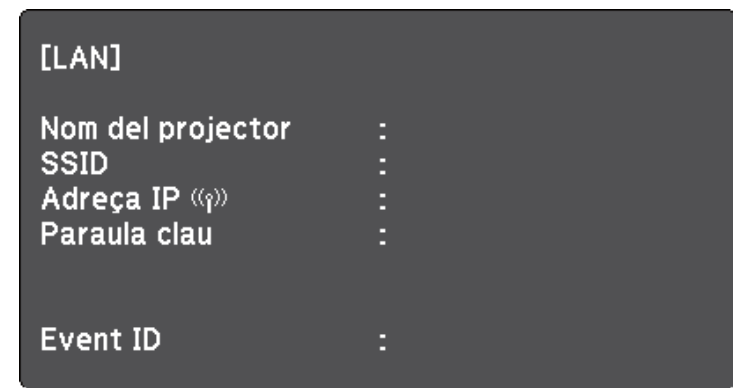 [LAN]
Nom del projector :
SSID :
Adreça IP :
Paraula clau :
Event ID :